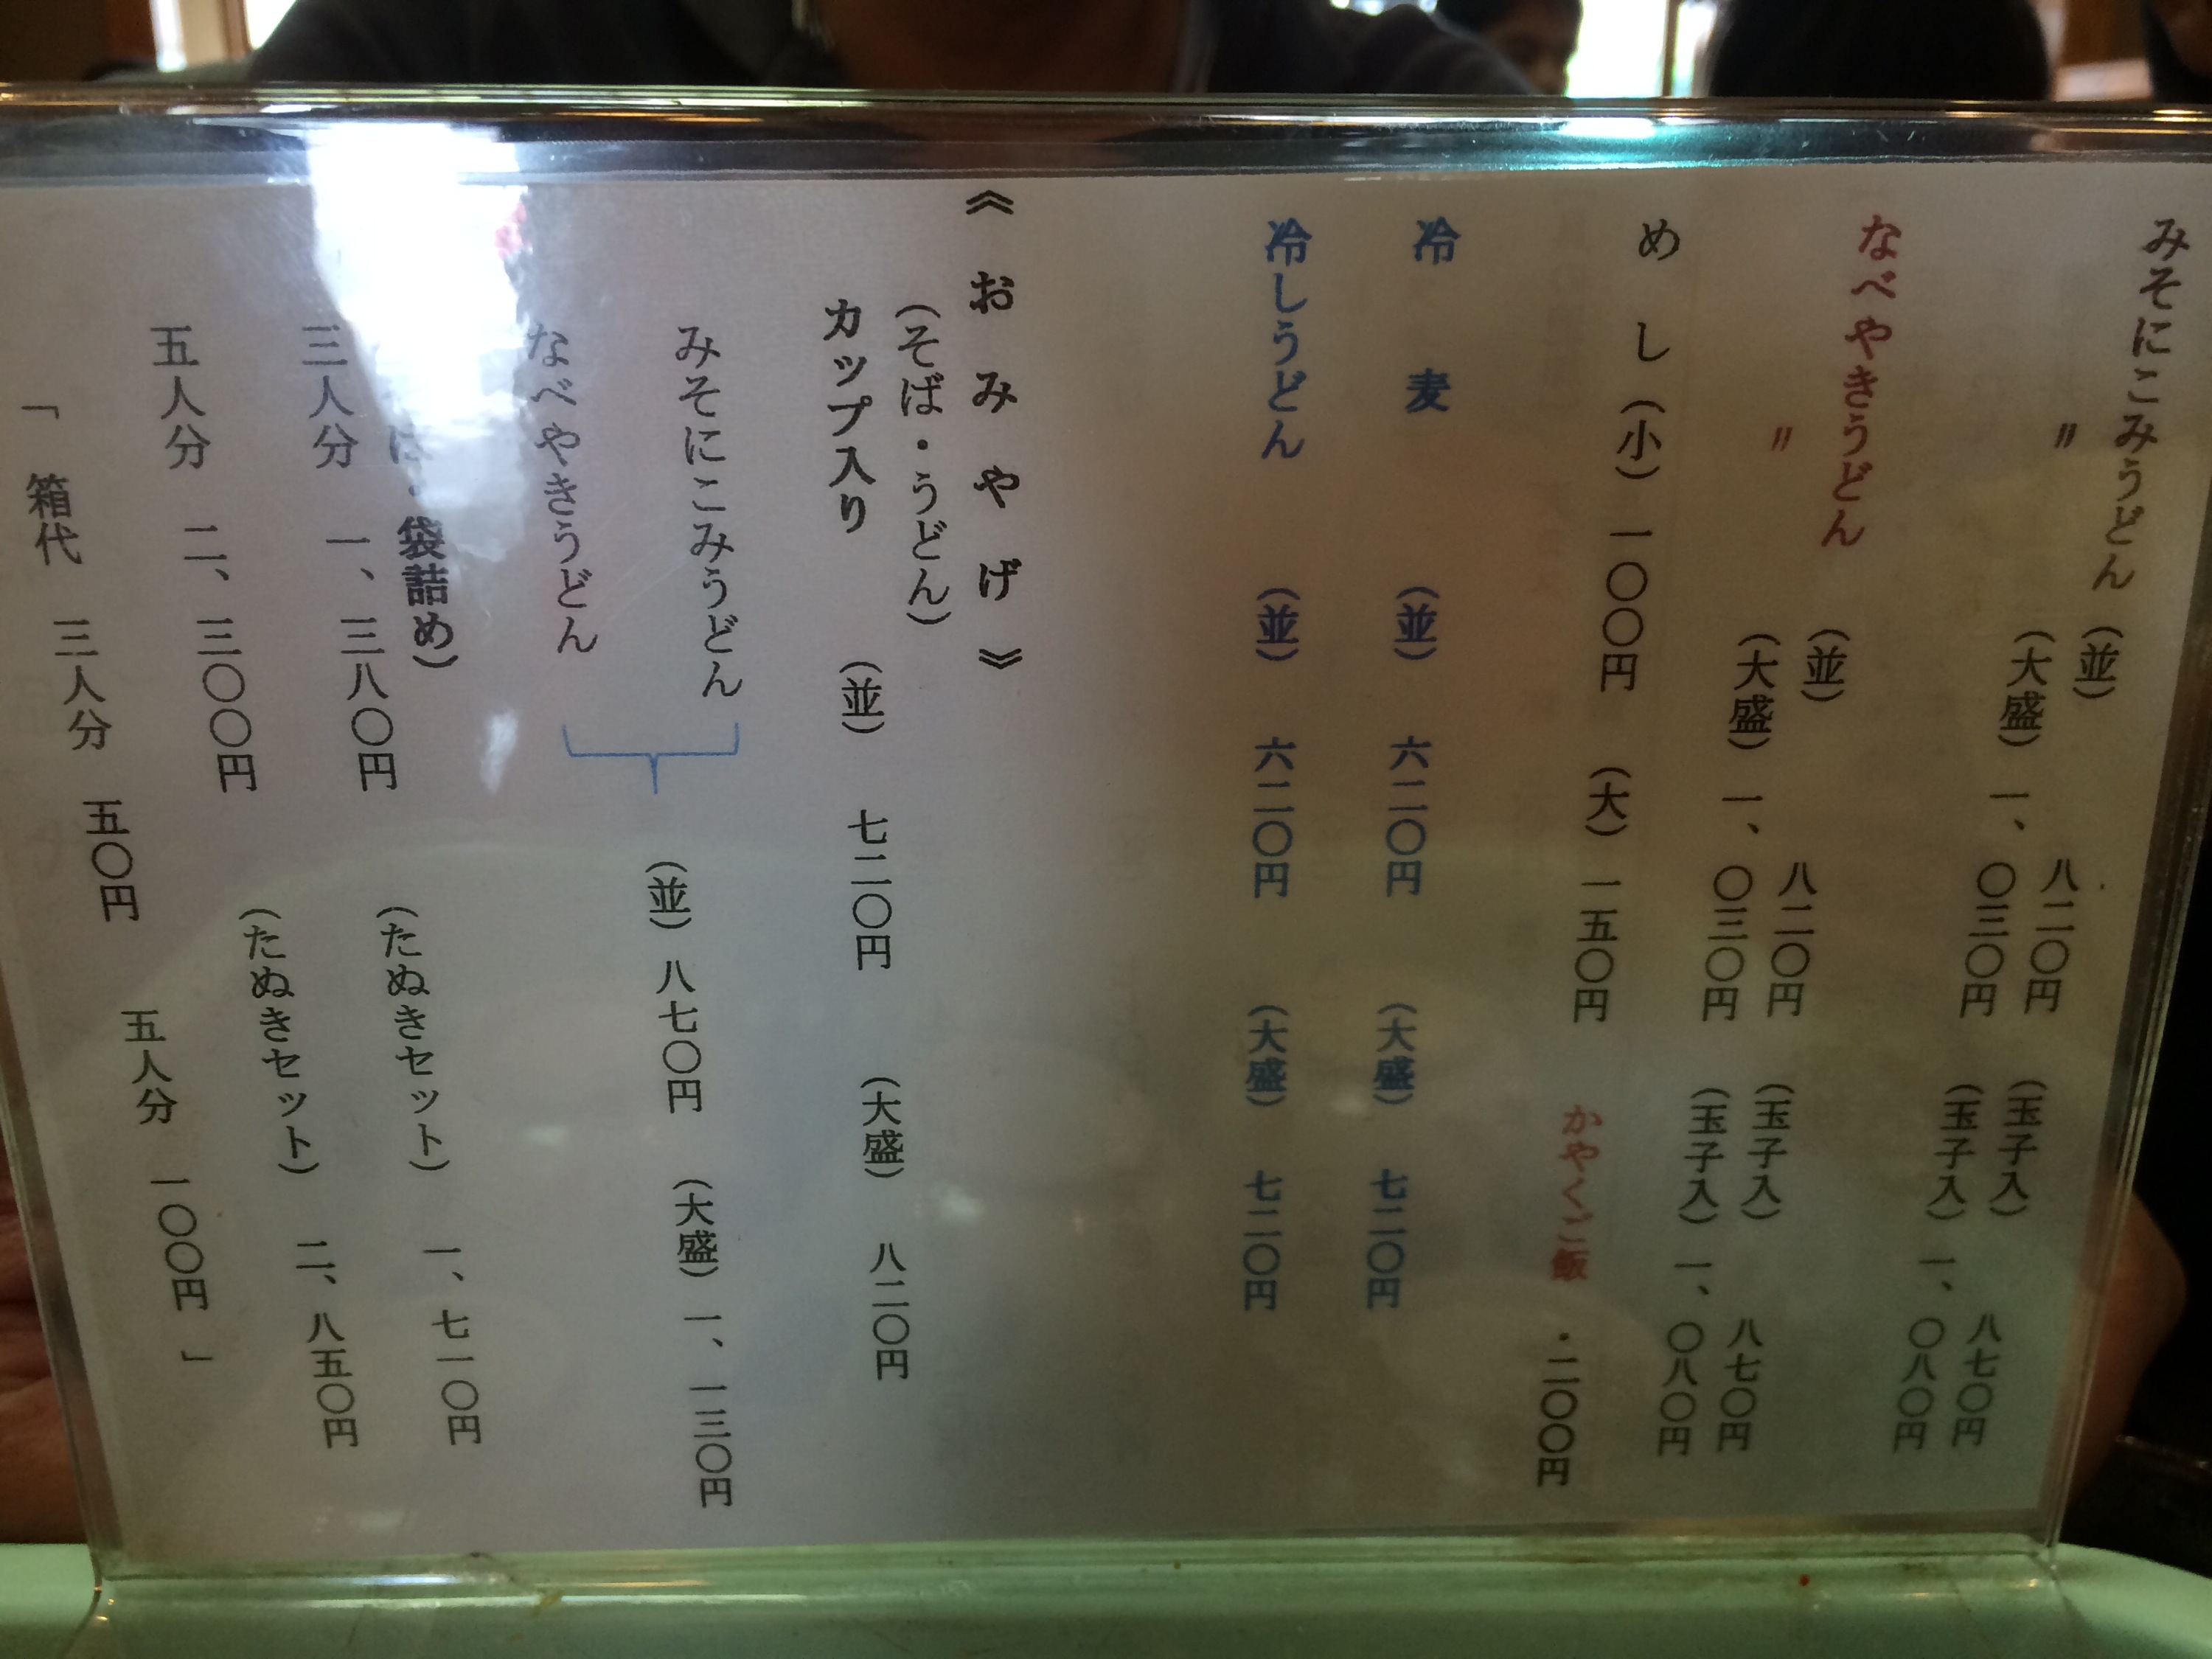 みそにこみうどん（並）　八二〇円　（玉子入）　八七〇円
〃　（大盛）一、〇三〇円　（玉子入）一、〇八〇円
なべやきうどん　（並）　八二〇円　（玉子入）　八七〇円
〃　（大盛）一、〇三〇円　（玉子入）一、〇八〇円
めし（小）一〇〇円　（大）一五〇円　かやくご飯・二〇〇円
冷麦　（並）　六二〇円　（大盛）　七二〇円
冷しうどん　（並）　六二〇円　（大盛）　七二〇円
《おみやげ》
（そば・うどん）
カップ入り　（並）　七二〇円　（大盛）　八二〇円
みそにこみうどん
なべやきうどん
（並）八七〇円　（大盛）一、一三〇円
ば・袋詰め）
三人分　一、三八〇円　（たぬきセット）　一、七一〇円
五人分　二、三〇〇円　（たぬきセット）　二、八五〇円
「箱代　三人分　五〇円　五人分　一〇〇円」